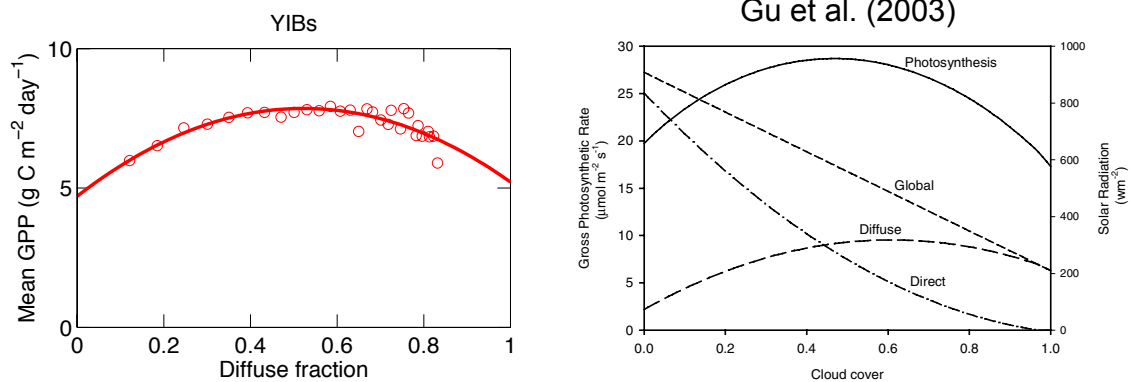 YIBs
Mean GPP (g C m−2 day−1)
10
5
0
0
0.2
0.4
0.6
0.8
1
Diffuse fraction
Gu et al. (2003)
Gross Photosynthetic Rate
(μmol m-2 s-1)
30
25
20
15
10
5
0
Photosynthesis
Global
Diffuse
Direct
1000
800
600
400
200
0
Solar Radiation
(wm-2)
0.0
0.2
0.4
0.6
0.8
1.0
Cloud cover